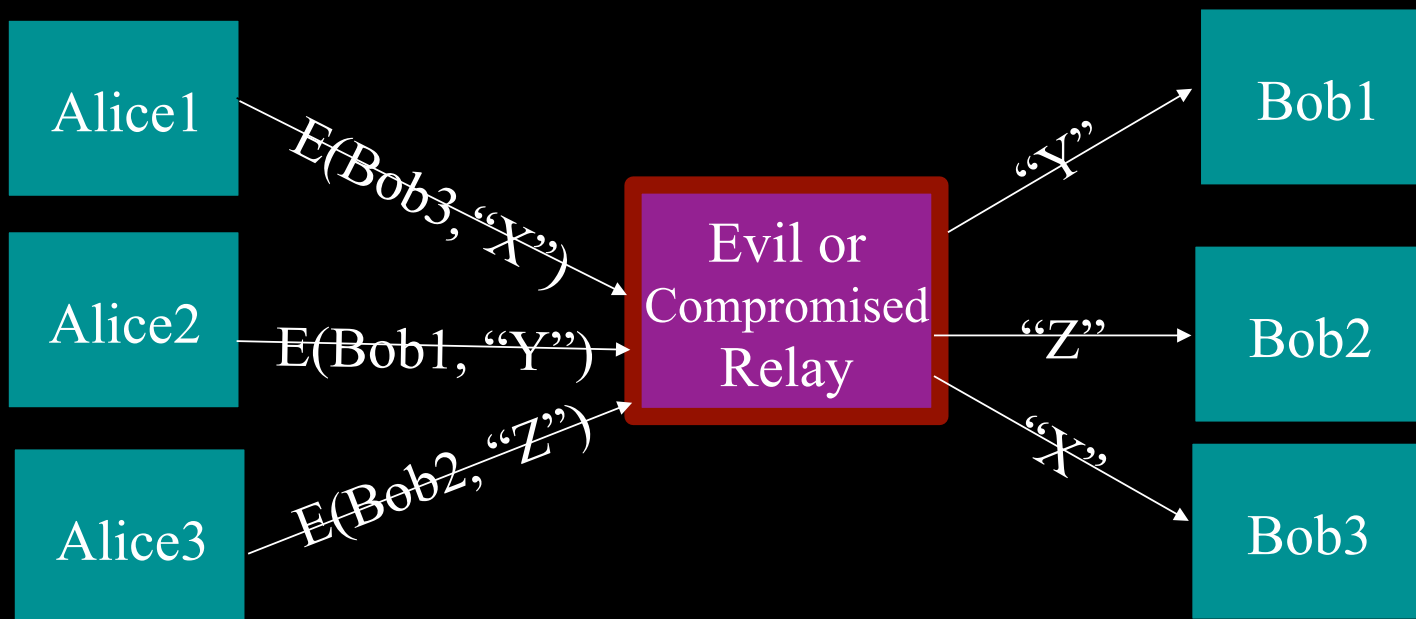 Alice1
E(Bob3, “X”)
Alice2
E(Bob1, “Y”)
Alice3
E(Bob2, “Z”)
Evil or
Compromised
Relay
“Y”
Bob1
“Z”
Bob2
“X”
Bob3